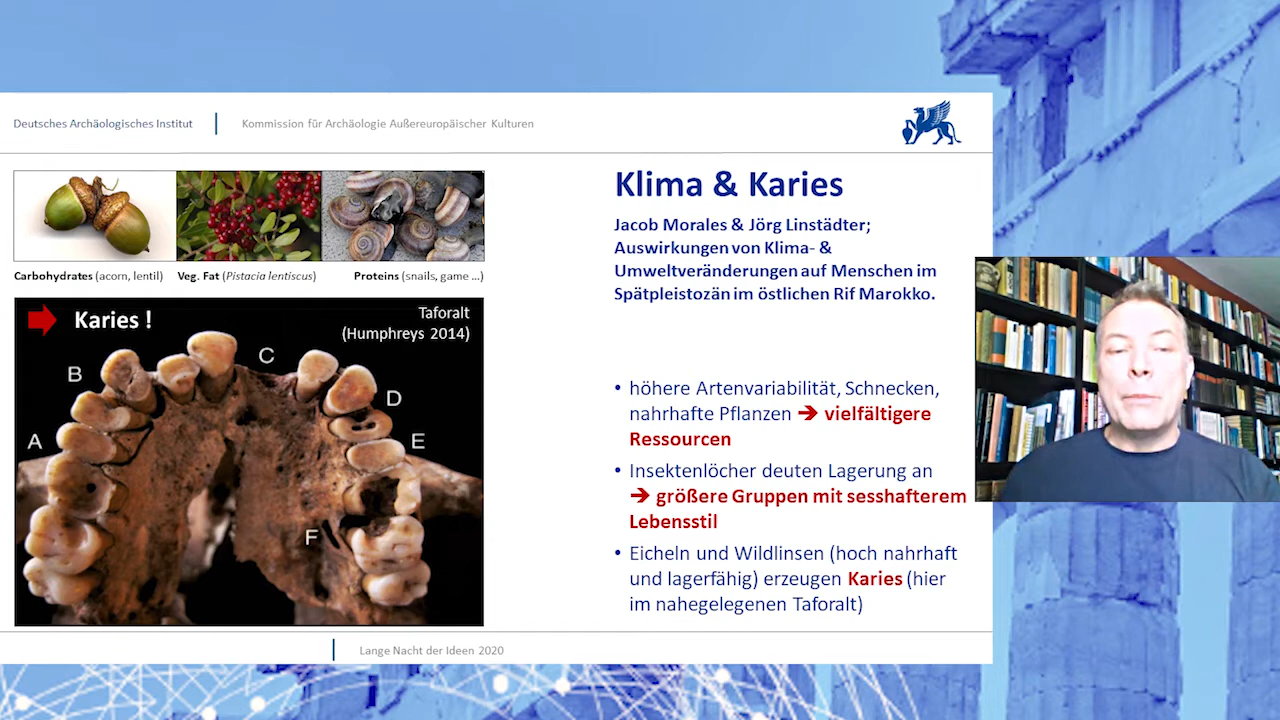 Deutsches Archäologisches Institut
Kommission für Archäologie Außereuropäischer Kulturen
Carbohydrates (acorn, lentil)
Veg. Fat (Pistacia lentiscus)
Proteins (snails, game ...)
Karies !
Taforalt
(Humphreys 2014)
A
B
C
D
E
F
Klima & Karies
Jacob Morales & Jörg Linstädter;
Auswirkungen von Klima- &
Umweltveränderungen auf Menschen im
Spätpleistozän im östlichen Rif Marokko.
• höhere Artenvariabilität, Schnecken,
nahrhafte Pflanzen ➔ vielfältigere
Ressourcen
• Insektenlöcher deuten Lagerung an
➔ größere Gruppen mit sesshafterem
Lebensstil
• Eicheln und Wildlinsen (hoch nahrhaft
und lagerfähig) erzeugen Karies (hier
im nahegelegenen Taforalt)
Lange Nacht der Ideen 2020